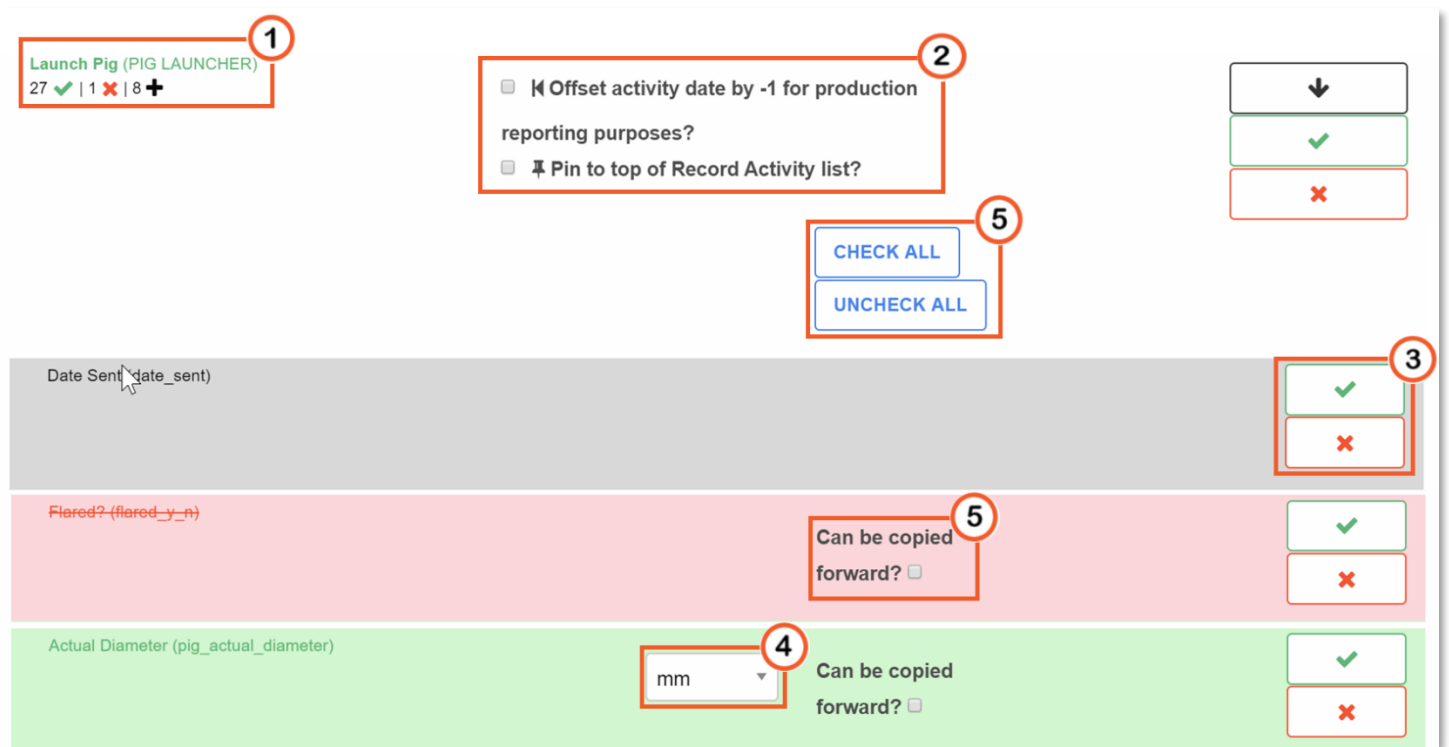 1
Launch Pig (PIG LAUNCHER)
27 ✔ | 1 ✖ | 8 ✚
2
Offset activity date by -1 for production
reporting purposes?
Pin to top of Record Activity list?
5
CHECK ALL
UNCHECK ALL
3
Date Sent (date_sent)
Flared? (flared_y_n)
5
Can be copied
forward?
Actual Diameter (pig_actual_diameter)
4
mm
Can be copied
forward?